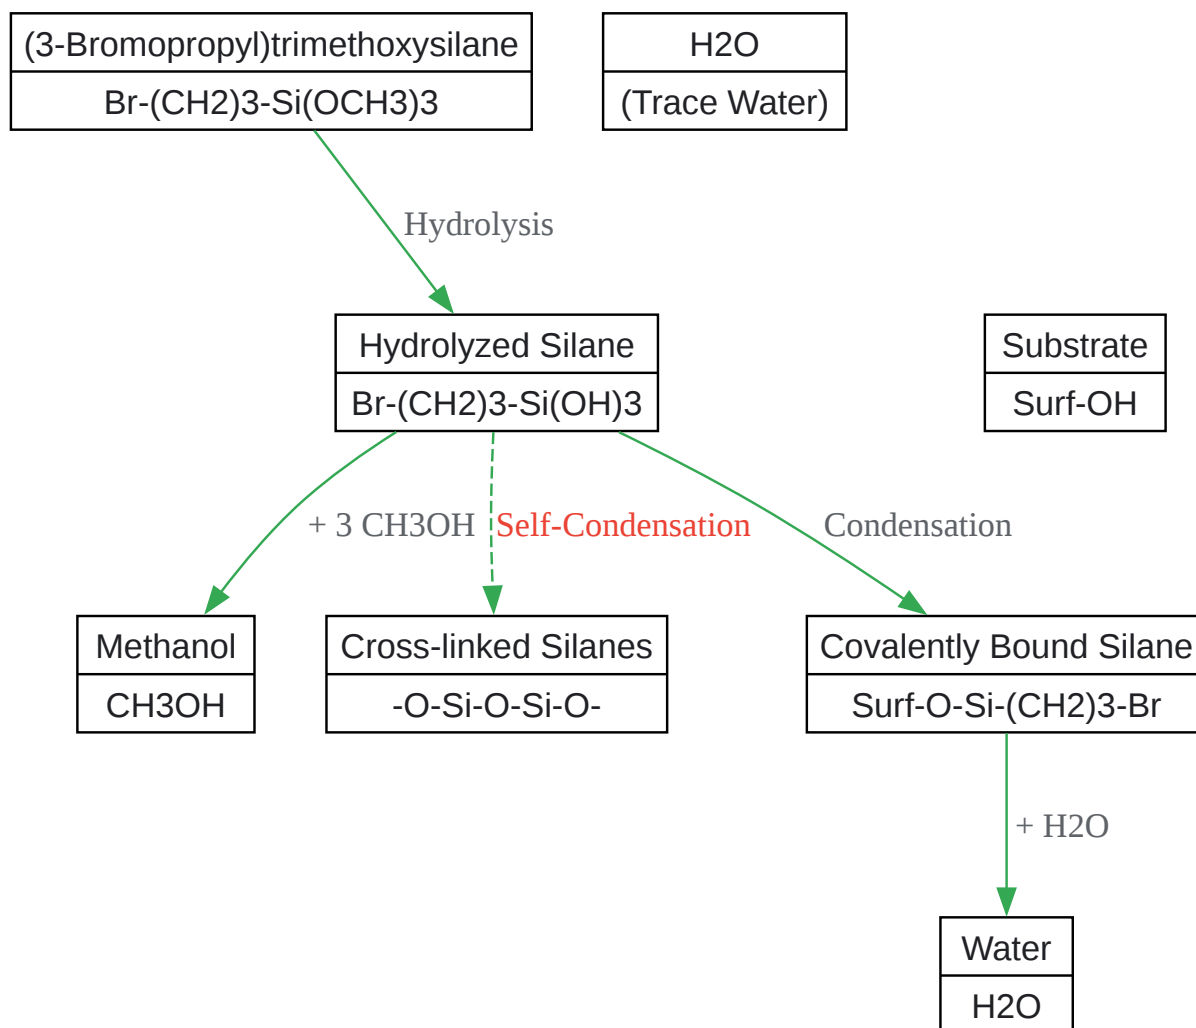 (3-Bromopropyl)trimethoxysilane
Br-(CH2)3-Si(OCH3)3
H2O
(Trace Water)
Hydrolysis
Hydrolyzed Silane
Br-(CH2)3-Si(OH)3
Substrate
Surf-OH
+ 3 CH3OH
Self-Condensation
Condensation
Methanol
CH3OH
Cross-linked Silanes
-O-Si-O-Si-O-
Covalently Bound Silane
Surf-O-Si-(CH2)3-Br
+ H2O
Water
H2O